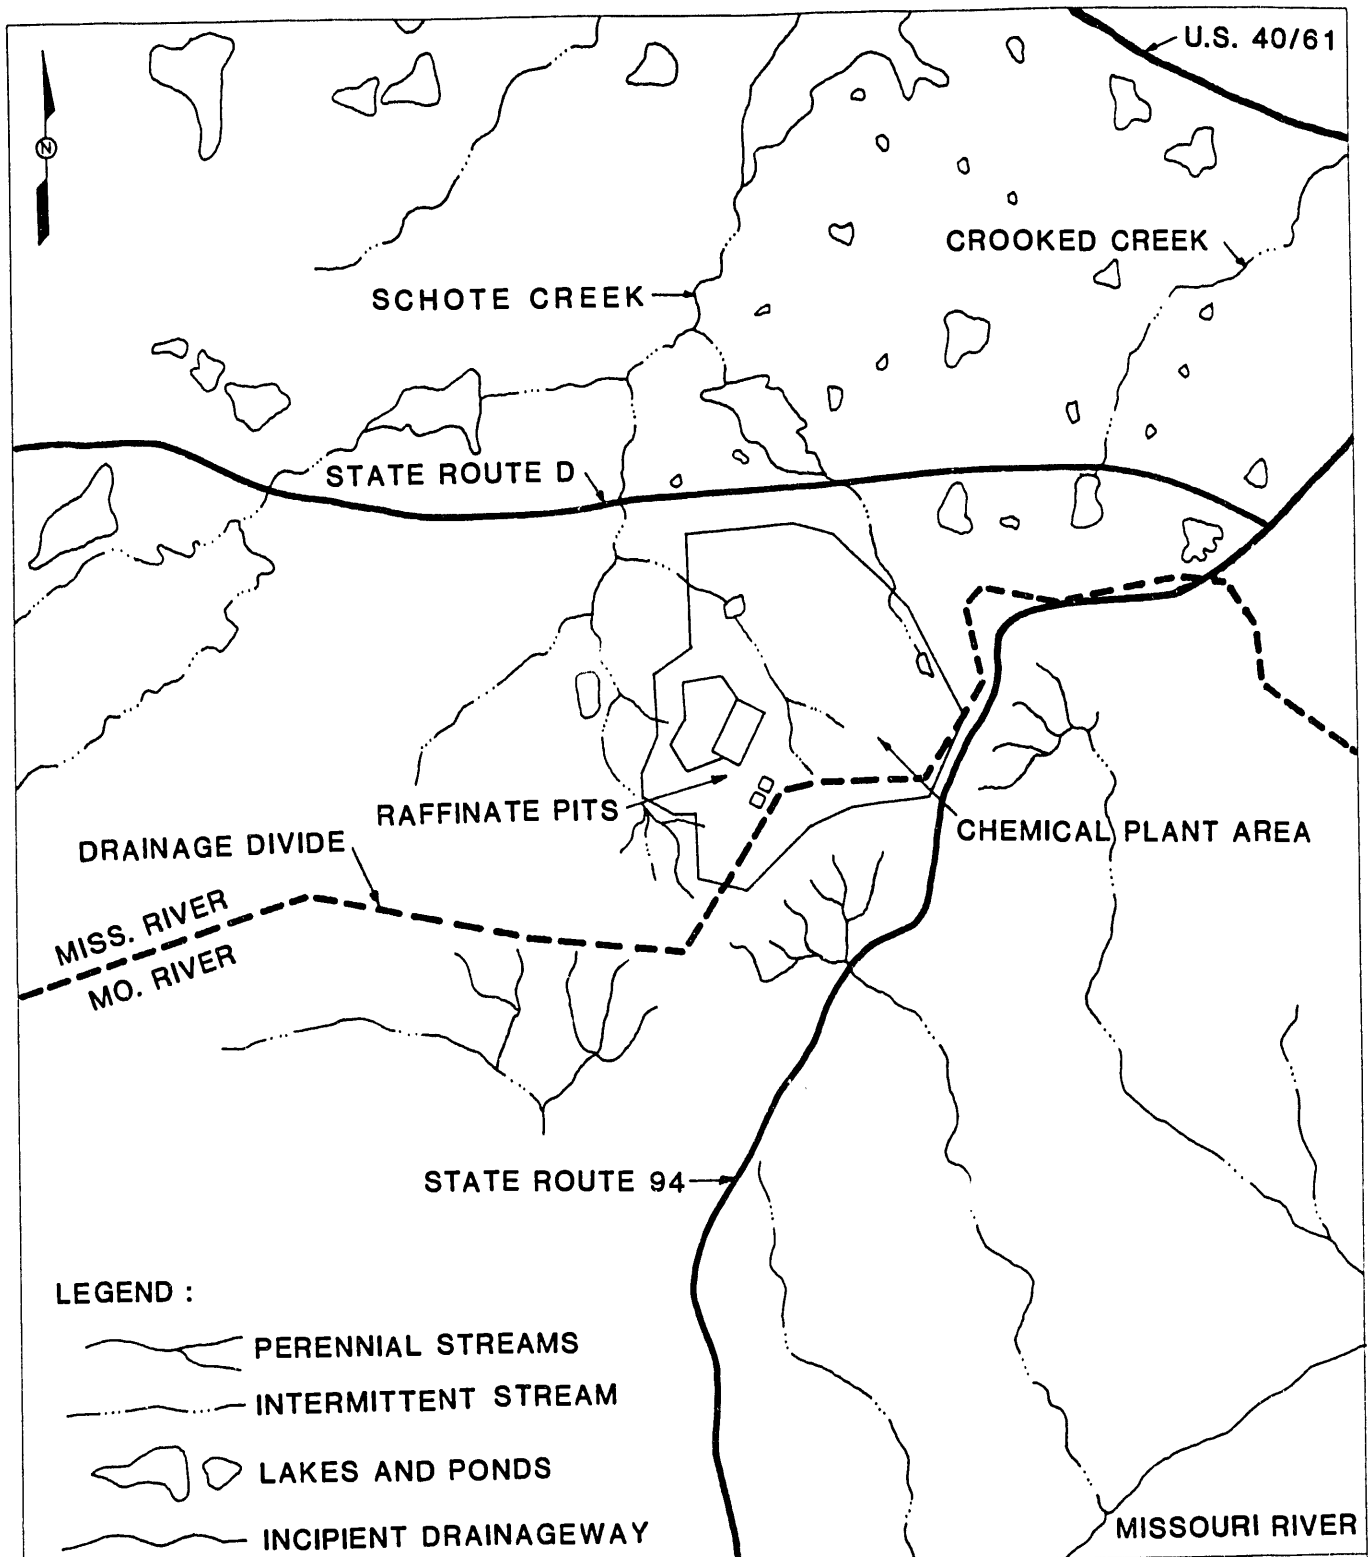 U.S. 40/61
N
CROOKED CREEK
SCHOTE CREEK
STATE ROUTE D
RAFFINATE PITS
CHEMICAL PLANT AREA
DRAINAGE DIVIDE
MISS. RIVER
MO. RIVER
STATE ROUTE 94
LEGEND :
PERENNIAL STREAMS
INTERMITTENT STREAM
LAKES AND PONDS
INCIPIENT DRAINAGEWAY
MISSOURI RIVER